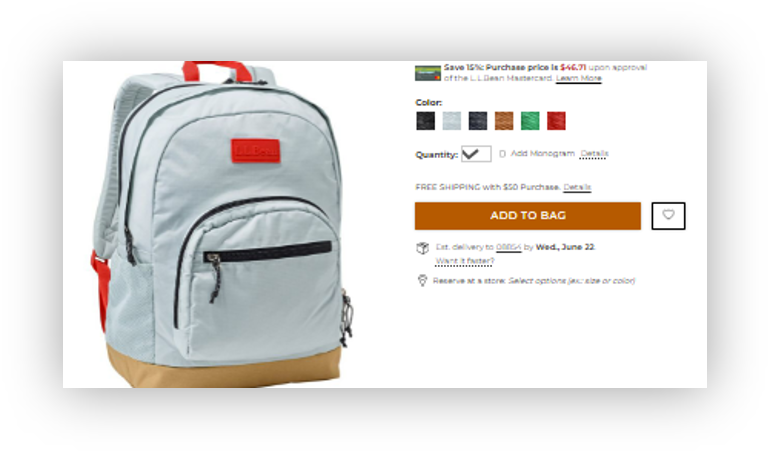 Save 15%: Purchase price is $46.71 upon approval
of the L.L.Bean Mastercard. Learn More
Color:
Quantity: Add Monogram Details
FREE SHIPPING with $50 Purchase. Details
ADD TO BAG
Est. delivery to 08854 by Wed., June 22.
Want it faster?
Reserve at a store: Select options (ex.: size or color)